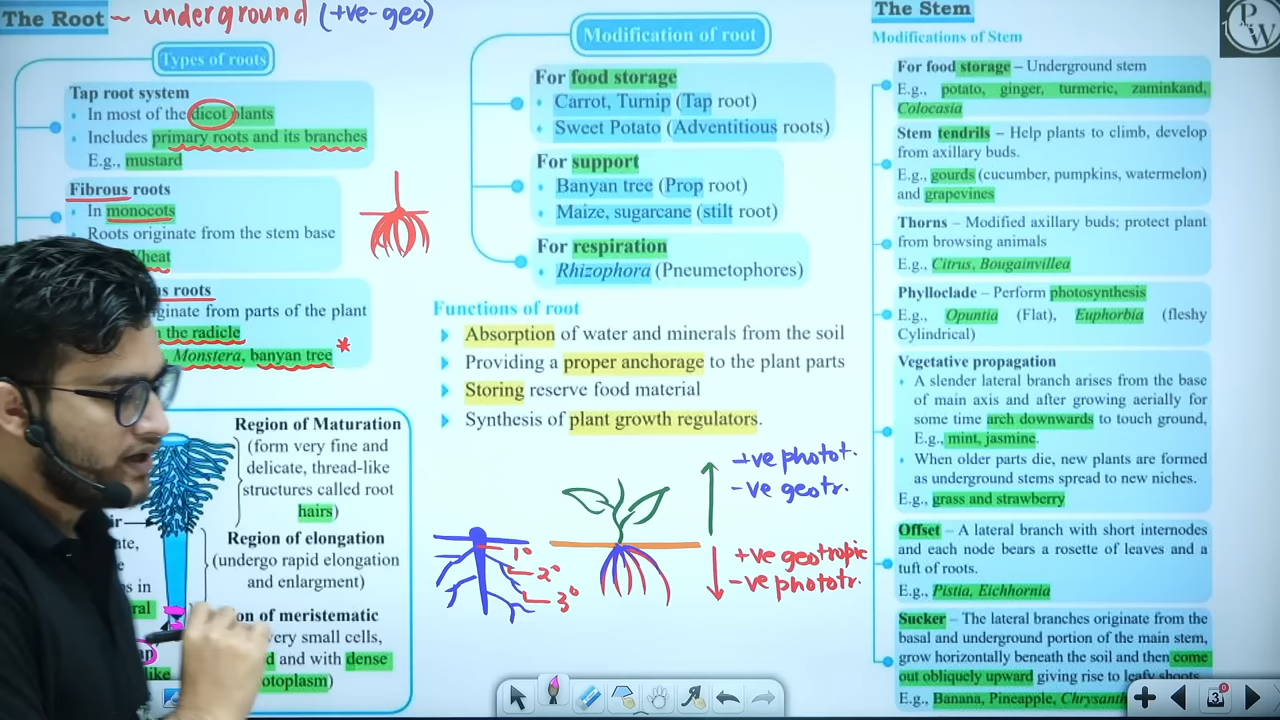 The Root ~ underground (+ve-geo)
Types of roots
Tap root system
• In most of the dicot plants
• Includes primary roots and its branches
E.g., mustard
Fibrous roots
• In monocots
• Roots originate from the stem base
Wheat
roots
ginate from parts of the plant
the radicle
Monstera, banyan tree *
Region of Maturation
(form very fine and
delicate, thread-like
structures called root
hairs)
Region of elongation
(undergo rapid elongation
and enlargment)
on of meristematic
very small cells,
d and with dense
otoplasm)
Modification of root
For food storage
• Carrot, Turnip (Tap root)
• Sweet Potato (Adventitious roots)
For support
• Banyan tree (Prop root)
• Maize, sugarcane (stilt root)
For respiration
• Rhizophora (Pneumetophores)
Functions of root
Absorption of water and minerals from the soil
Providing a proper anchorage to the plant parts
Storing reserve food material
Synthesis of plant growth regulators.
+ve photot.
-ve geotr.
+ve geotropic
-ve phototr.
1°
2°
3°
The Stem
Modifications of Stem
For food storage – Underground stem
E.g., potato, ginger, turmeric, zaminkand,
Colocasia
Stem tendrils – Help plants to climb, develop
from axillary buds.
E.g., gourds (cucumber, pumpkins, watermelon)
and grapevines
Thorns – Modified axillary buds; protect plant
from browsing animals
E.g., Citrus, Bougainvillea
Phylloclade – Perform photosynthesis
E.g., Opuntia (Flat), Euphorbia (fleshy
Cylindrical)
Vegetative propagation
• A slender lateral branch arises from the base
of main axis and after growing aerially for
some time arch downwards to touch ground,
E.g., mint, jasmine.
• When older parts die, new plants are formed
as underground stems spread to new niches.
E.g., grass and strawberry
Offset – A lateral branch with short internodes
and each node bears a rosette of leaves and a
tuft of roots.
E.g., Pistia, Eichhornia
Sucker – The lateral branches originate from the
basal and underground portion of the main stem,
grow horizontally beneath the soil and then come
out obliquely upward giving rise to leafy shoots.
E.g., Banana, Pineapple, Chrysanth
PW
3